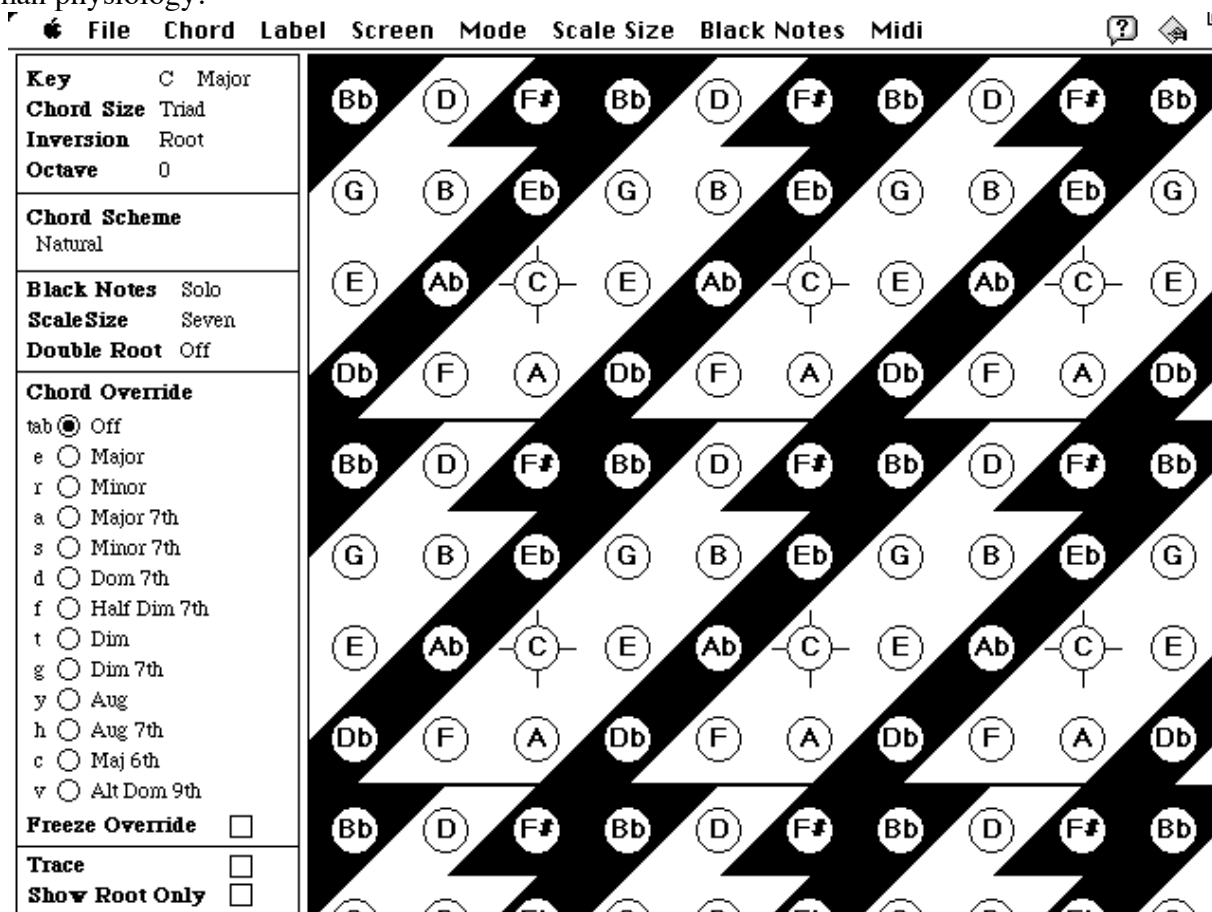 physiology?
File Chord Label Screen Mode Scale Size Black Notes Midi ?
Key C Major
Chord Size Triad
Inversion Root
Octave 0
Chord Scheme
Natural
Black Notes Solo
ScaleSize Seven
Double Root Off
Chord Override
tab Off
e Major
r Minor
a Major 7th
s Minor 7th
d Dom 7th
f Half Dim 7th
t Dim
g Dim 7th
y Aug
h Aug 7th
c Maj 6th
v Alt Dom 9th
Freeze Override
Trace
Show Root Only
Bb D F# Bb D F# Bb D F# Bb
G B Eb G B Eb G B Eb G
E Ab C E Ab C E Ab C E
Db F A Db F A Db F A Db
Bb D F# Bb D F# Bb D F# Bb
G B Eb G B Eb G B Eb G
E Ab C E Ab C E Ab C E
Db F A Db F A Db F A Db
Bb D F# Bb D F# Bb D F# Bb